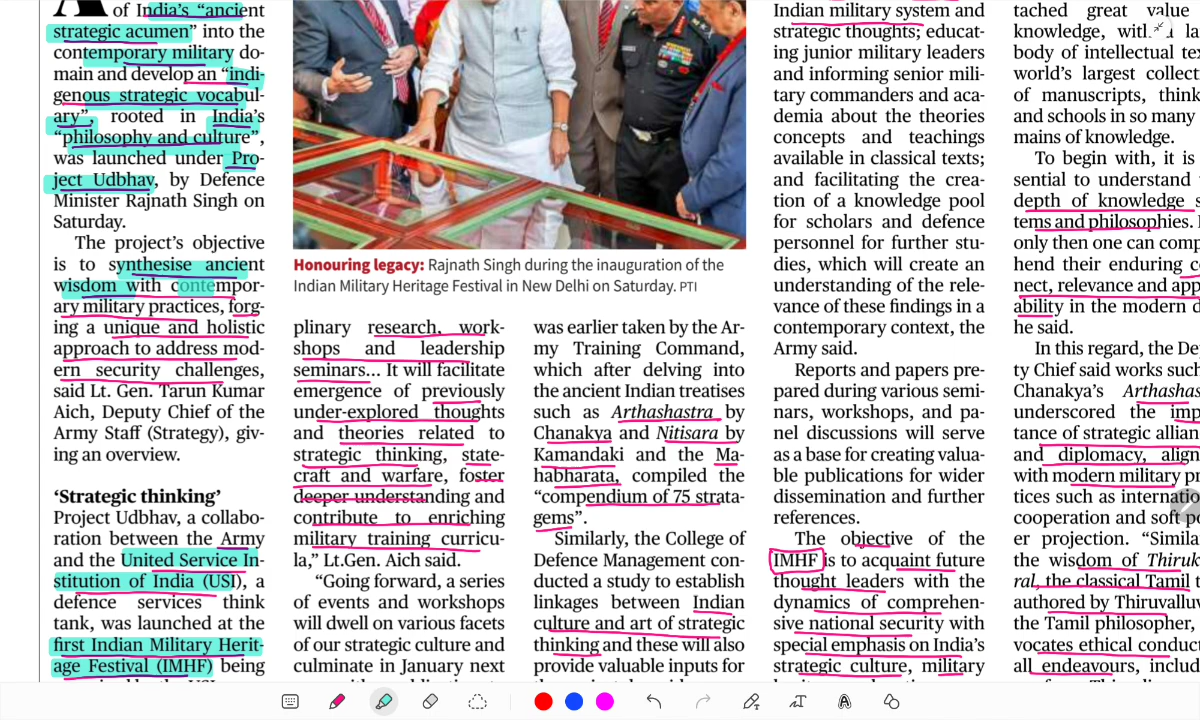 A of India's “ancient
strategic acumen” into the
contemporary military do-
main and develop an “indi-
genous strategic vocabul-
ary”, rooted in India's
“philosophy and culture”,
was launched under Pro-
ject Udbhav, by Defence
Minister Rajnath Singh on
Saturday.
The project's objective
is to synthesise ancient
wisdom with contempor-
ary military practices, forg-
ing a unique and holistic
approach to address mod-
ern security challenges,
said Lt. Gen. Tarun Kumar
Aich, Deputy Chief of the
Army Staff (Strategy), giv-
ing an overview.
‘Strategic thinking’
Project Udbhav, a collabo-
ration between the Army
and the United Service In-
stitution of India (USI), a
defence services think
tank, was launched at the
first Indian Military Herit-
age Festival (IMHF) being
Honouring legacy: Rajnath Singh during the inauguration of the
Indian Military Heritage Festival in New Delhi on Saturday. PTI
plinary research, work-
shops and leadership
seminars... It will facilitate
emergence of previously
under-explored thoughts
and theories related to
strategic thinking, state-
craft and warfare, foster
deeper understanding and
contribute to enriching
military training curricu-
la,” Lt.Gen. Aich said.
“Going forward, a series
of events and workshops
will dwell on various facets
of our strategic culture and
culminate in January next
was earlier taken by the Ar-
my Training Command,
which after delving into
the ancient Indian treatises
such as Arthashastra by
Chanakya and Nitisara by
Kamandaki and the Ma-
habharata, compiled the
“compendium of 75 strata-
gems”.
Similarly, the College of
Defence Management con-
ducted a study to establish
linkages between Indian
culture and art of strategic
thinking and these will also
provide valuable inputs for
Indian military system and
strategic thoughts; educat-
ing junior military leaders
and informing senior mili-
tary commanders and aca-
demia about the theories
concepts and teachings
available in classical texts;
and facilitating the crea-
tion of a knowledge pool
for scholars and defence
personnel for further stu-
dies, which will create an
understanding of the rele-
vance of these findings in a
contemporary context, the
Army said.
Reports and papers pre-
pared during various semi-
nars, workshops, and pa-
nel discussions will serve
as a base for creating valua-
ble publications for wider
dissemination and further
references.
The objective of the
IMHF is to acquaint future
thought leaders with the
dynamics of comprehen-
sive national security with
special emphasis on India's
strategic culture, military
tached great value
knowledge, with a la
body of intellectual te
world's largest collect
of manuscripts, think
and schools in so many
mains of knowledge.
To begin with, it is
sential to understand
depth of knowledge s
tems and philosophies.
only then one can comp
hend their enduring c
nect, relevance and app
ability in the modern d
he said.
In this regard, the De
ty Chief said works suc
Chanakya's Arthashas
underscored the imp
tance of strategic allian
and diplomacy, align
with modern military p
tices such as internatio
cooperation and soft p
er projection. “Simila
the wisdom of Thiruk
ral, the classical Tamil t
authored by Thiruvalluv
the Tamil philosopher,
vocates ethical conduct
all endeavours, includ